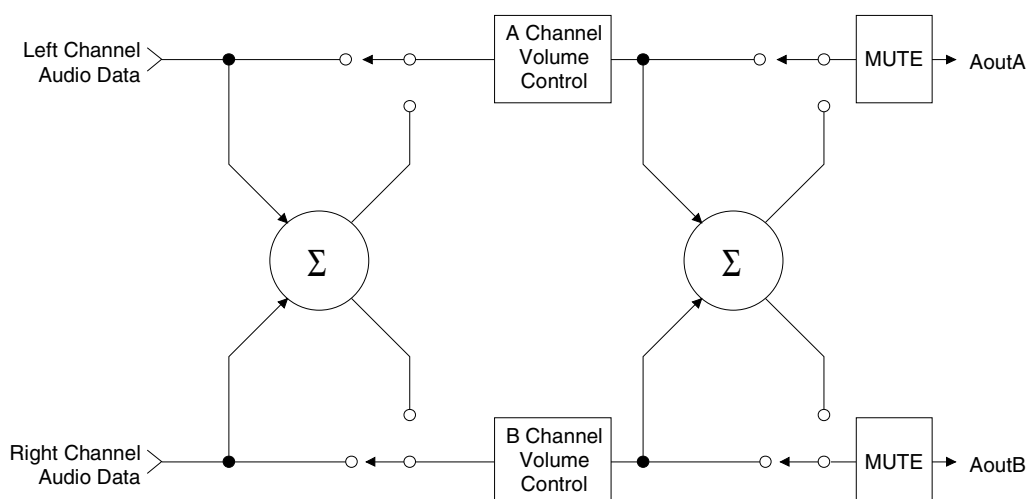 Left Channel
Audio Data
A Channel
Volume
Control
MUTE
AoutA
Σ
Σ
Right Channel
Audio Data
B Channel
Volume
Control
MUTE
AoutB